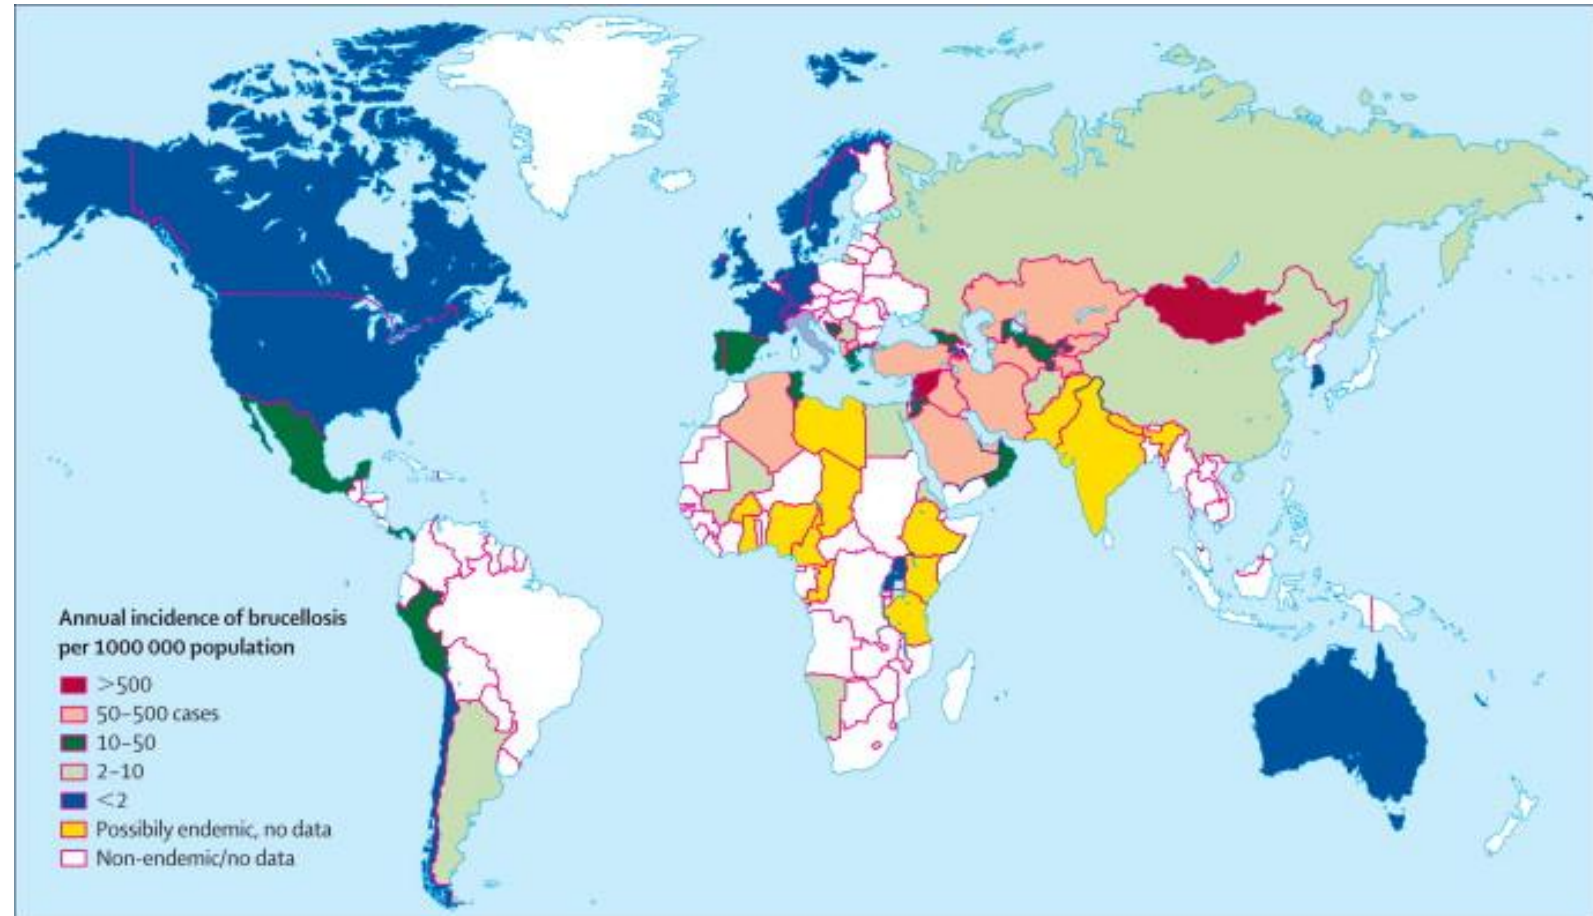 Annual incidence of brucellosis
per 1000 000 population
>500
50–500 cases
10–50
2–10
<2
Possibily endemic, no data
Non-endemic/no data